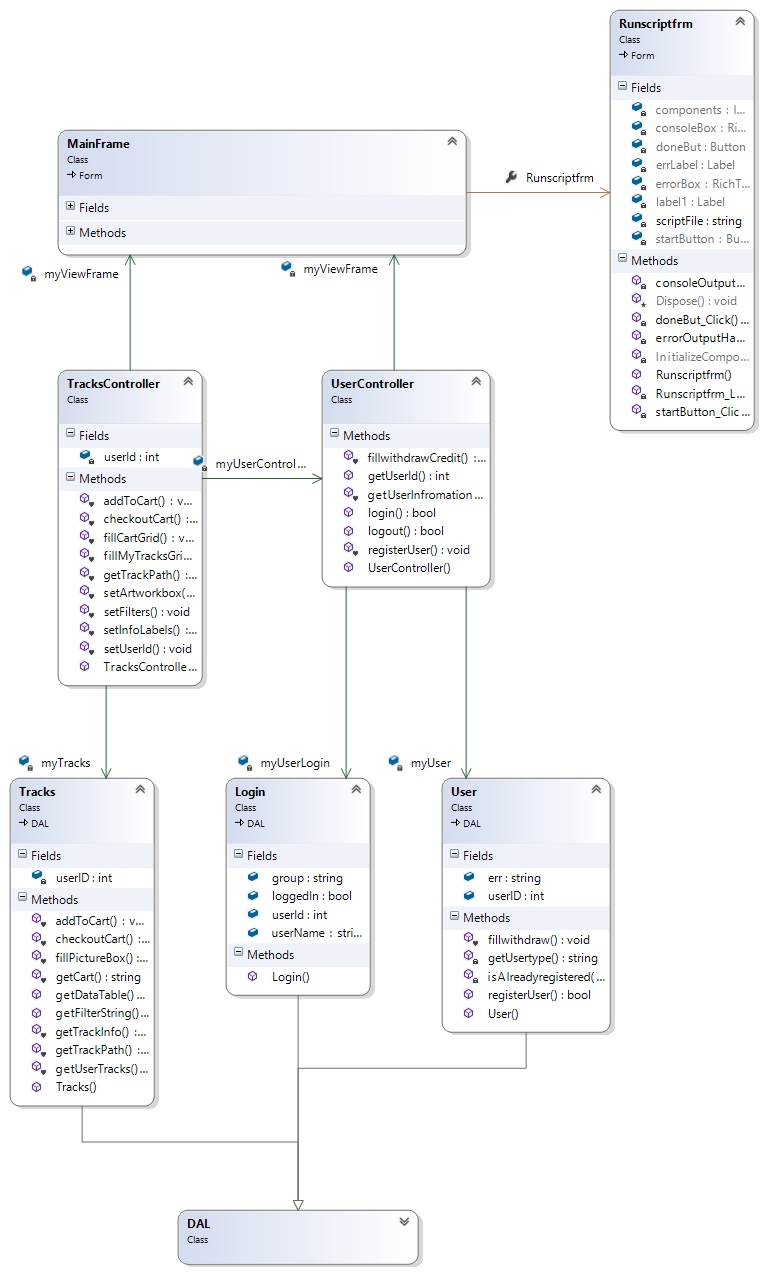 Runscriptfrm
Class
Form
Fields
components : I...
consoleBox : Ri...
doneBut : Button
errLabel : Label
errorBox : RichT...
label1 : Label
scriptFile : string
startButton : Bu...
Methods
consoleOutput...
Dispose() : void
doneBut_Click() ...
errorOutputHa...
InitializeCompo...
Runscriptfrm()
Runscriptfrm_L...
startButton_Clic...
MainFrame
Class
Form
Fields
Methods
Runscriptfrm
myViewFrame
myViewFrame
TracksController
Class
Fields
userId : int
Methods
addToCart() : v...
checkoutCart() :...
fillCartGrid() : v...
fillMyTracksGri...
getTrackPath() :...
setArtworkbox(...
setFilters() : void
setInfoLabels() :...
setUserId() : void
TracksControlle...
myUserControl...
UserController
Class
Methods
fillwithdrawCredit() :...
getUserId() : int
getUserInfromation...
login() : bool
logout() : bool
registerUser() : void
UserController()
myTracks
myUserLogin
myUser
Tracks
Class
DAL
Fields
userID : int
Methods
addToCart() : v...
checkoutCart() :...
fillPictureBox() :...
getCart() : string
getDataTable()...
getFilterString()...
getTrackInfo() :...
getTrackPath() :...
getUserTracks()...
Tracks()
Login
Class
DAL
Fields
group : string
loggedIn : bool
userId : int
userName : stri...
Methods
Login()
User
Class
DAL
Fields
err : string
userID : int
Methods
fillwithdraw() : void
getUsertype() : string
isAlreadyregistered(...
registerUser() : bool
User()
DAL
Class